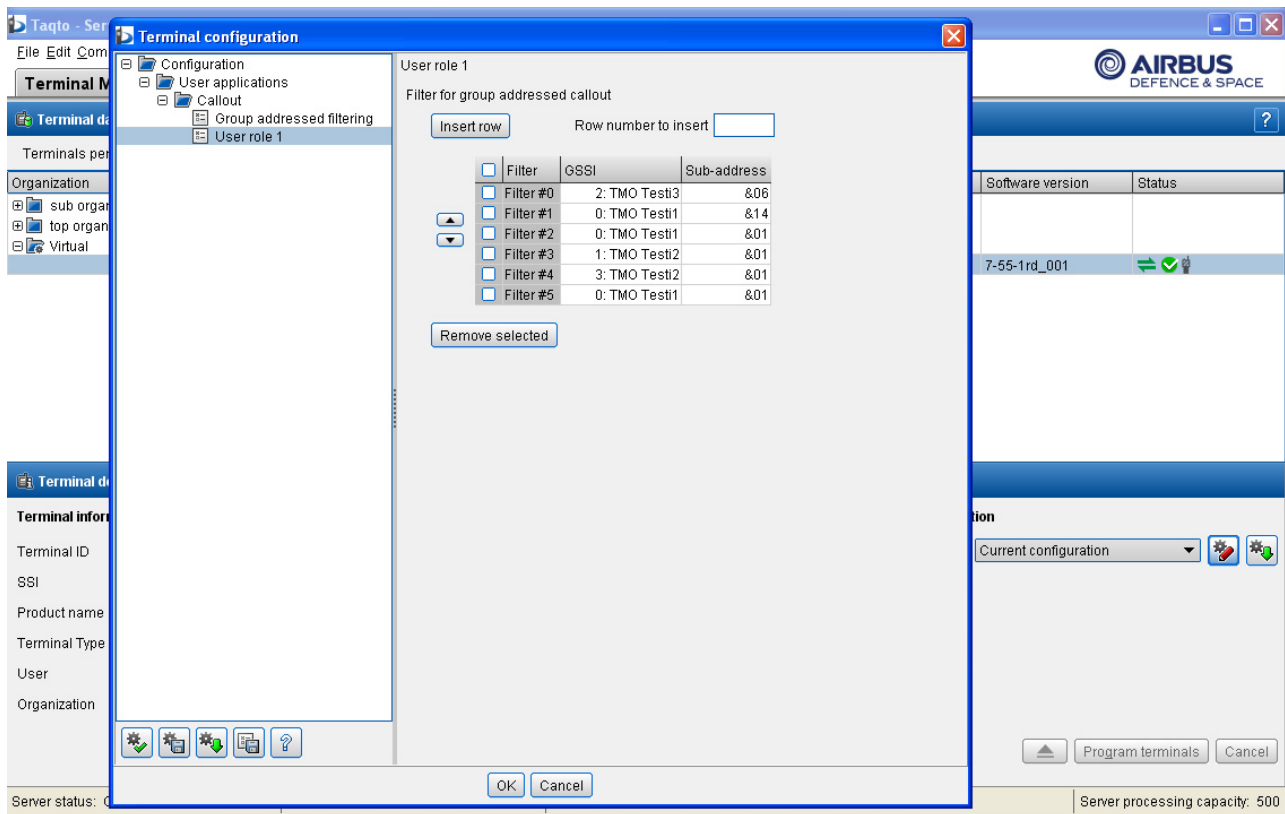 Taqto - Ser
Terminal configuration
File Edit Com
Terminal M
AIRBUS
DEFENCE & SPACE
Terminal da
?
Terminals per
Organization
sub organ
top organ
Virtual
Software version Status
7-55-1rd_001
Configuration
User applications
Callout
Group addressed filtering
User role 1
User role 1
Filter for group addressed callout
Insert row Row number to insert
Filter GSSI Sub-address
Filter #0 2: TMO Testi3 &06
Filter #1 0: TMO Testi1 &14
Filter #2 0: TMO Testi1 &01
Filter #3 1: TMO Testi2 &01
Filter #4 3: TMO Testi2 &01
Filter #5 0: TMO Testi1 &01
Remove selected
Terminal de
Terminal inforr
tion
Terminal ID
Current configuration
SSI
Product name
Terminal Type
User
Organization
?
Program terminals Cancel
OK Cancel
Server status:
Server processing capacity: 500